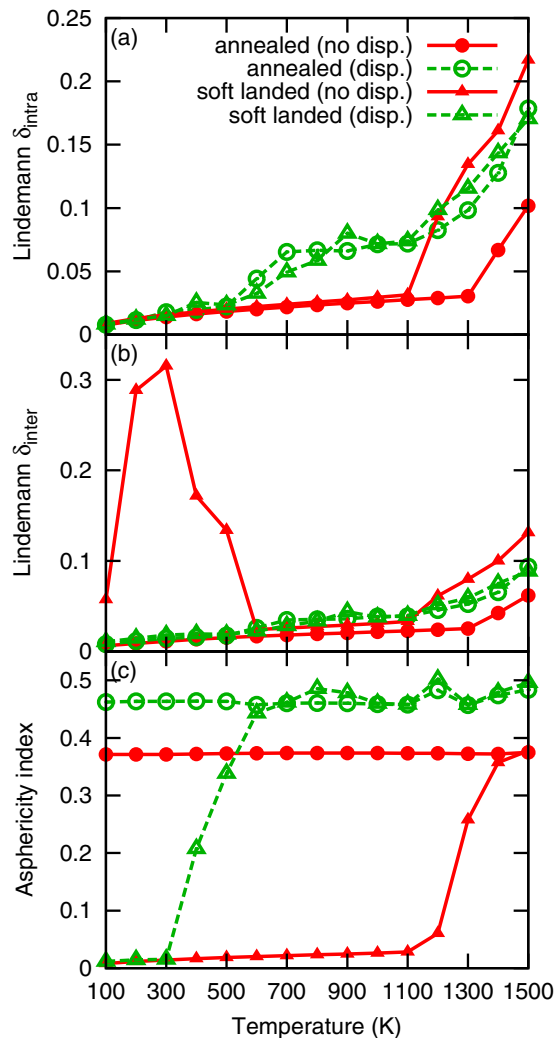 (a)
annealed (no disp.)
annealed (disp.)
soft landed (no disp.)
soft landed (disp.)
0.25
0.2
0.15
0.1
0.05
0
Lindemann δintra
(b)
0.3
0.2
0.1
0
Lindemann δinter
(c)
0.5
0.4
0.3
0.2
0.1
0
Asphericity index
100 300 500 700 900 1100 1300 1500
Temperature (K)